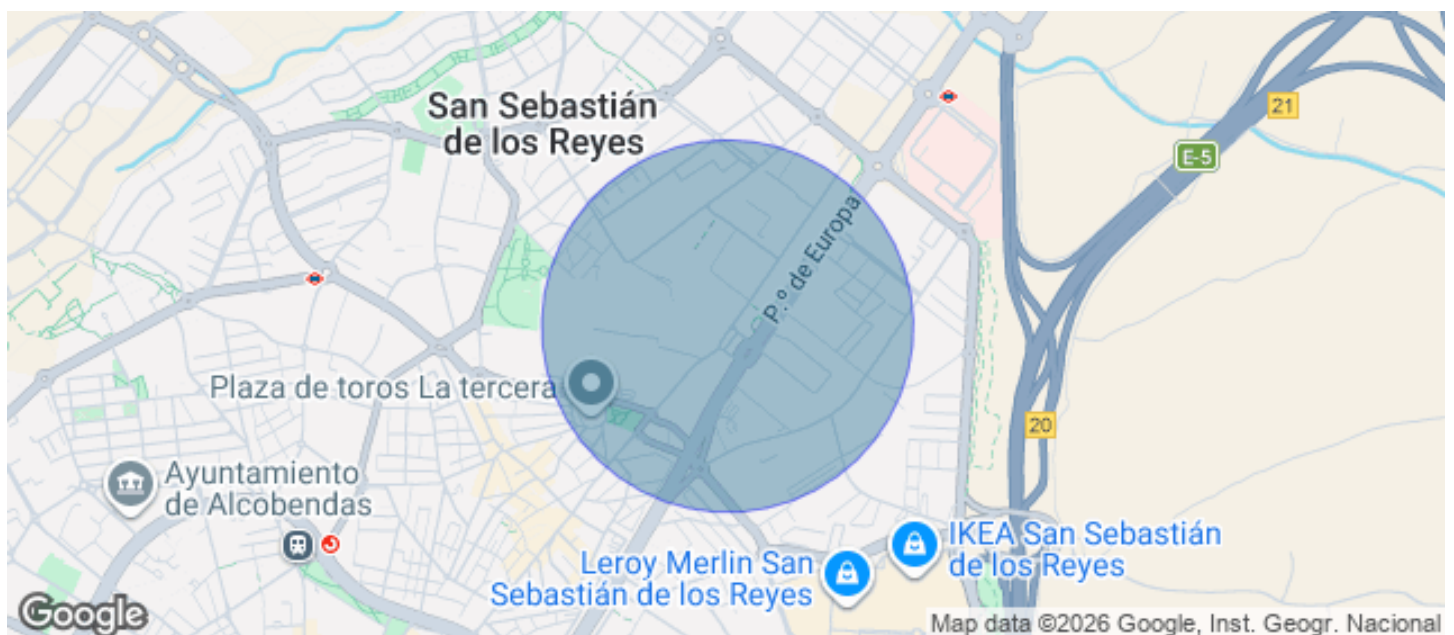 San Sebastián
de los Reyes
21
E-5
P.º de Europa
Plaza de toros La tercera
20
Ayuntamiento
de Alcobendas
IKEA San Sebastián
de los Reyes
Leroy Merlin San
Sebastián de los Reyes
Google
Map data ©2026 Google, Inst. Geogr. Nacional